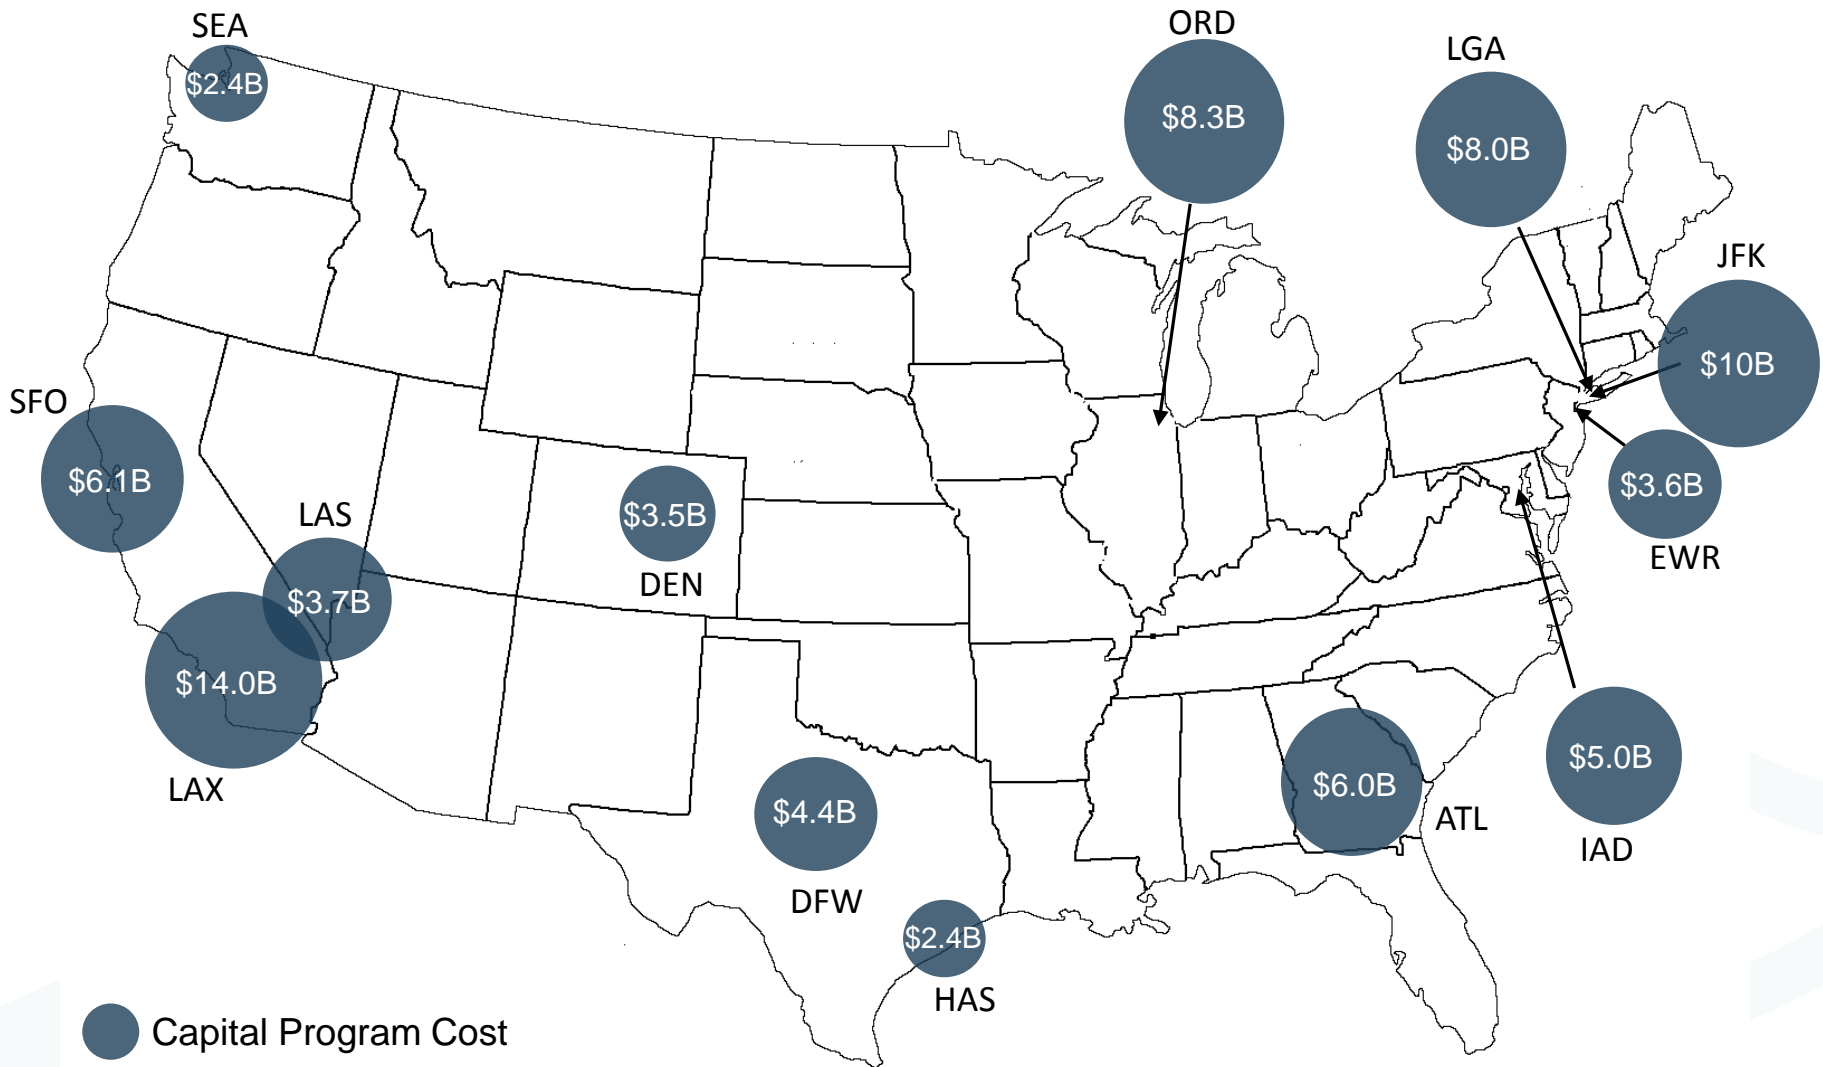 SEA
$2.4B
ORD
$8.3B
LGA
$8.0B
JFK
$10B
SFO
$6.1B
LAS
$3.7B
DEN
$3.5B
$3.6B
EWR
$14.0B
LAX
$4.4B
DFW
$2.4B
HAS
$6.0B
ATL
$5.0B
IAD
Capital Program Cost